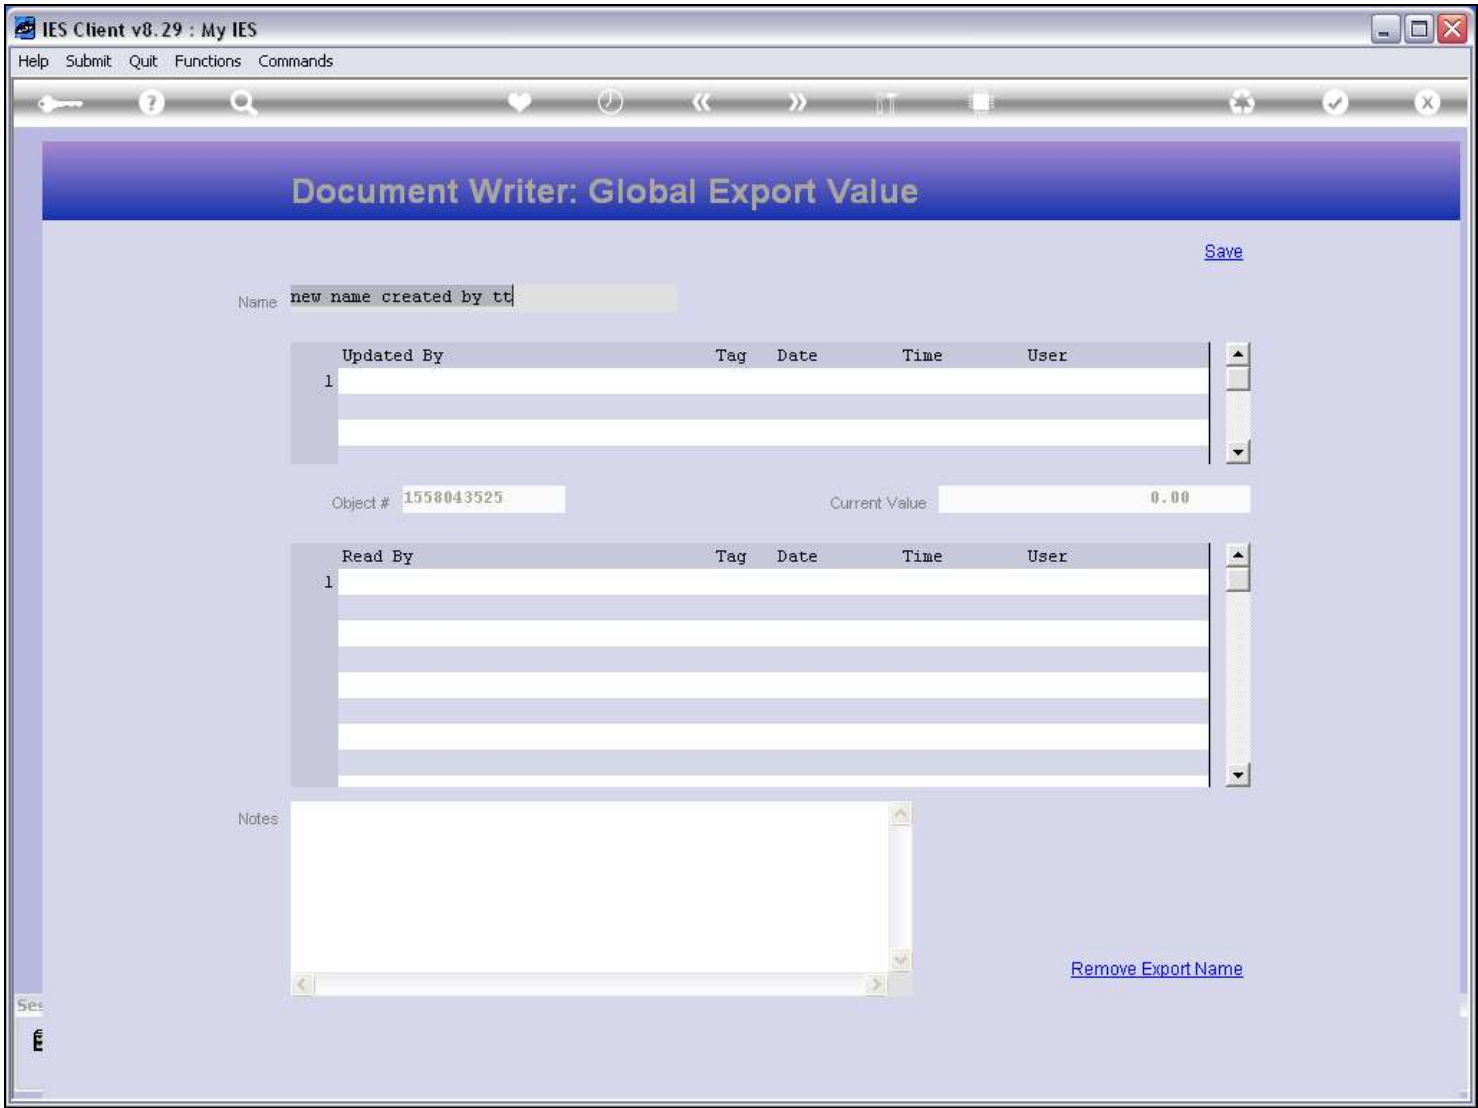 IES Client v8.29 : My IES
Help Submit Quit Functions Commands
Document Writer: Global Export Value
Save
Name new name created by tt
Updated By Tag Date Time User
1
Object # 1558043525 Current Value 0.00
Read By Tag Date Time User
1
Notes
Remove Export Name
Ses